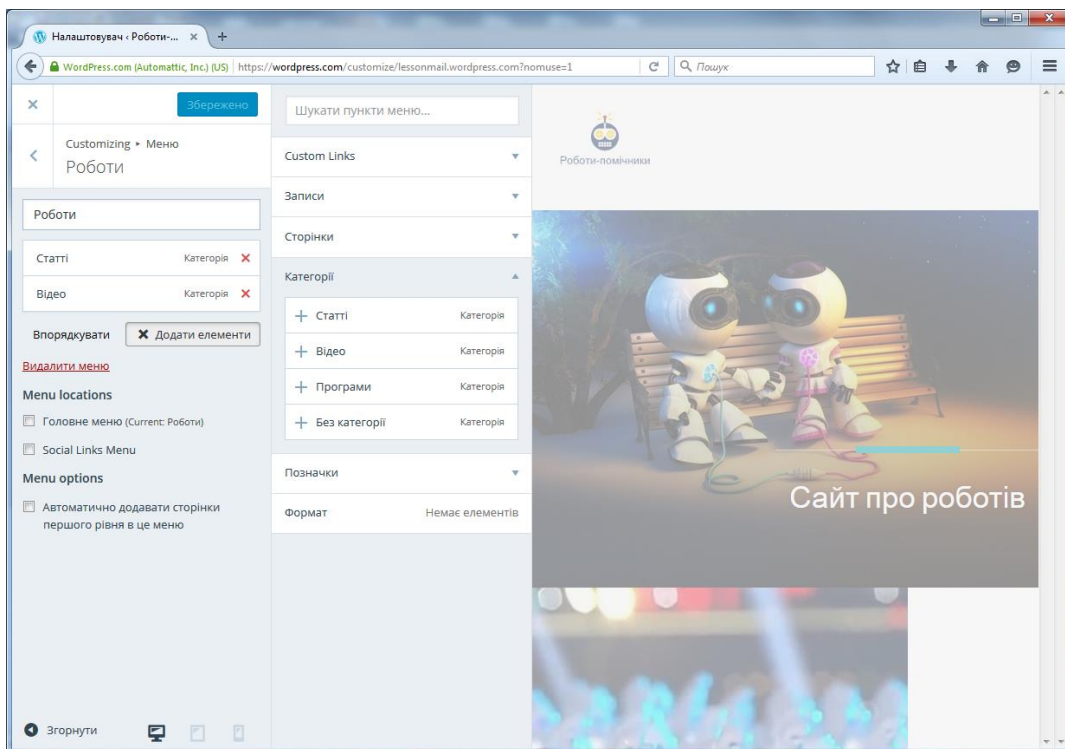 Налаштовувач ‹ Роботи-...
WordPress.com (Automattic, Inc.) (US)
https://wordpress.com/customize/lessonmail.wordpress.com?nomuse=1
Пошук
Збережено
Customizing ▸ Меню
Роботи
Роботи
Статті Категорія
Відео Категорія
Впорядкувати Додати елементи
Видалити меню
Menu locations
Головне меню (Current: Роботи)
Social Links Menu
Menu options
Автоматично додавати сторінки
першого рівня в це меню
Згорнути
Шукати пункти меню...
Custom Links
Записи
Сторінки
Категорії
Статті Категорія
Відео Категорія
Програми Категорія
Без категорії Категорія
Позначки
Формат Немає елементів
Роботи-помічники
Сайт про роботів